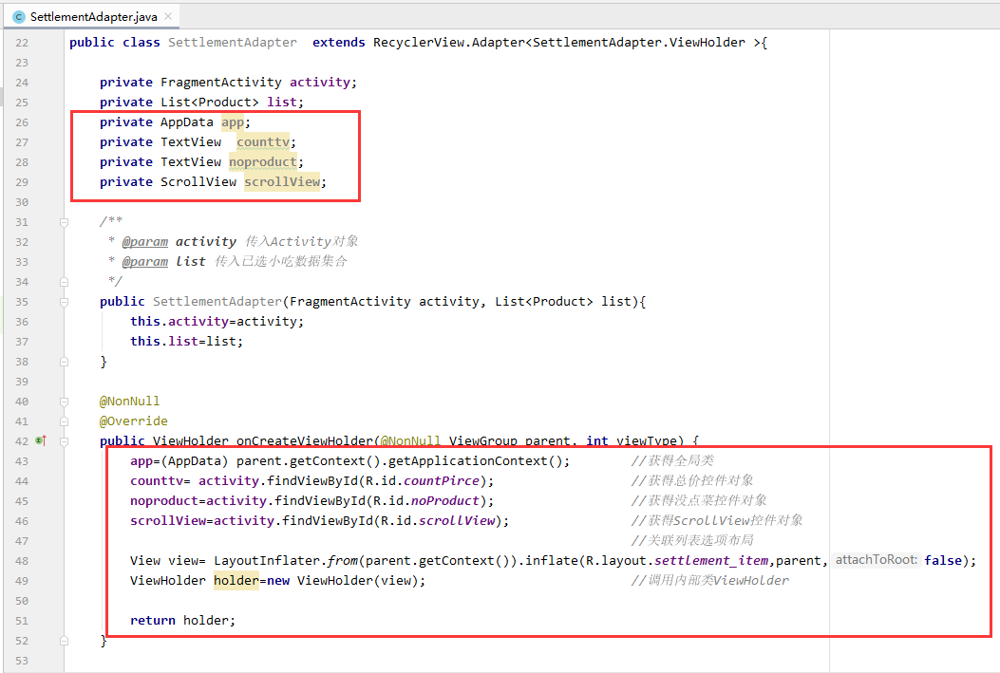 SettlementAdapter.java
22 public class SettlementAdapter  extends RecyclerView.Adapter<SettlementAdapter.ViewHolder >{
23
24     private FragmentActivity activity;
25     private List<Product> list;
26     private AppData app;
27     private TextView  counttv;
28     private TextView noproduct;
29     private ScrollView scrollView;
30
31     /**
32      * @param activity 传入Activity对象
33      * @param list 传入已选小吃数据集合
34      */
35     public SettlementAdapter(FragmentActivity activity, List<Product> list){
36         this.activity=activity;
37         this.list=list;
38     }
39
40     @NonNull
41     @Override
42     public ViewHolder onCreateViewHolder(@NonNull ViewGroup parent, int viewType) {
43         app=(AppData) parent.getContext().getApplicationContext();        //获得全局类
44         counttv= activity.findViewById(R.id.countPirce);                  //获得总价控件对象
45         noproduct=activity.findViewById(R.id.noProduct);                  //获得没点菜控件对象
46         scrollView=activity.findViewById(R.id.scrollView);                //获得ScrollView控件对象
47                                                                           //关联列表选项布局
48         View view= LayoutInflater.from(parent.getContext()).inflate(R.layout.settlement_item,parent, attachToRoot: false);
49         ViewHolder holder=new ViewHolder(view);                           //调用内部类ViewHolder
50
51         return holder;
52     }
53